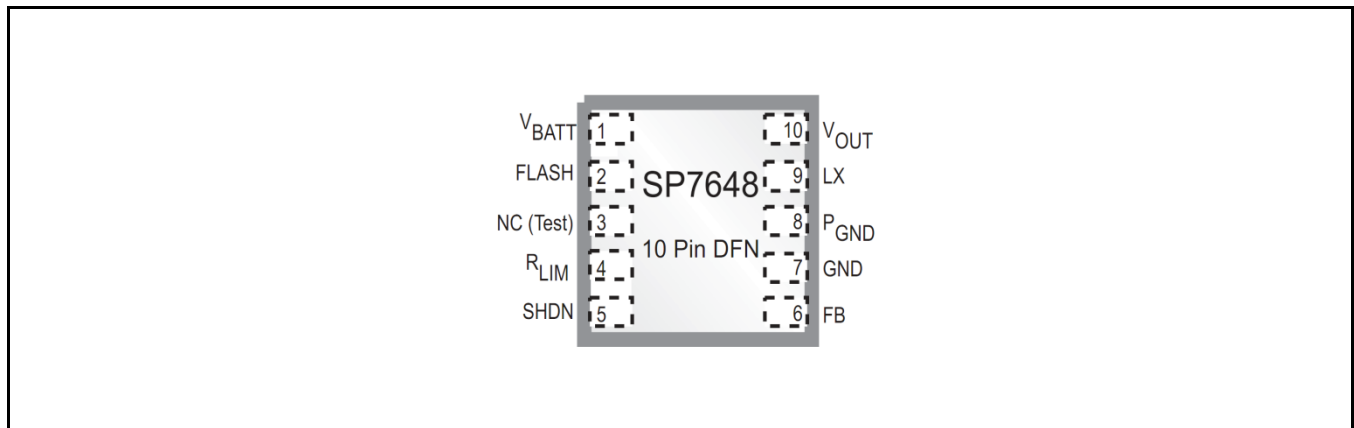 VBATT 1
FLASH 2
NC (Test) 3
RLIM 4
SHDN 5
SP7648
10 Pin DFN
10 VOUT
9 LX
8 PGND
7 GND
6 FB